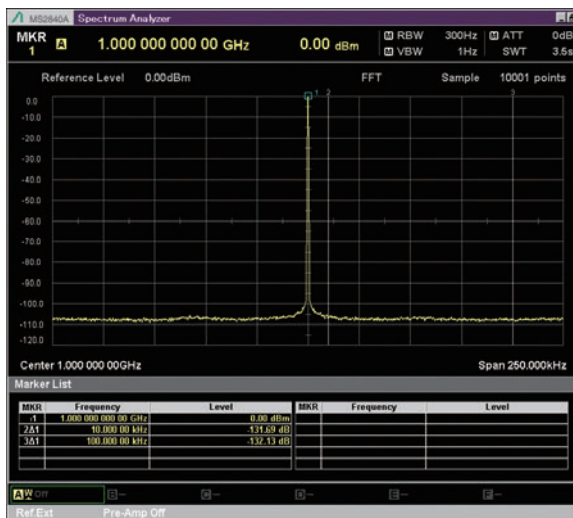 MS2840A Spectrum Analyzer
MKR 1 A 1.000 000 000 00 GHz 0.00 dBm M RBW 300Hz M ATT 0dB
M VBW 1Hz SWT 3.5s
Reference Level 0.00dBm FFT Sample 10001 points
1 2 3
0.0
-10.0
-20.0
-30.0
-40.0
-50.0
-60.0
-70.0
-80.0
-90.0
-100.0
-110.0
-120.0
Center 1.000 000 00GHz Span 250.000kHz
Marker List
MKR Frequency Level MKR Frequency Level
1 1.000 000 000 00 GHz 0.00 dBm
2Δ1 10.000 00 kHz -131.69 dB
3Δ1 100.000 00 kHz -132.13 dB
A W Off
Ref.Ext Pre-Amp Off